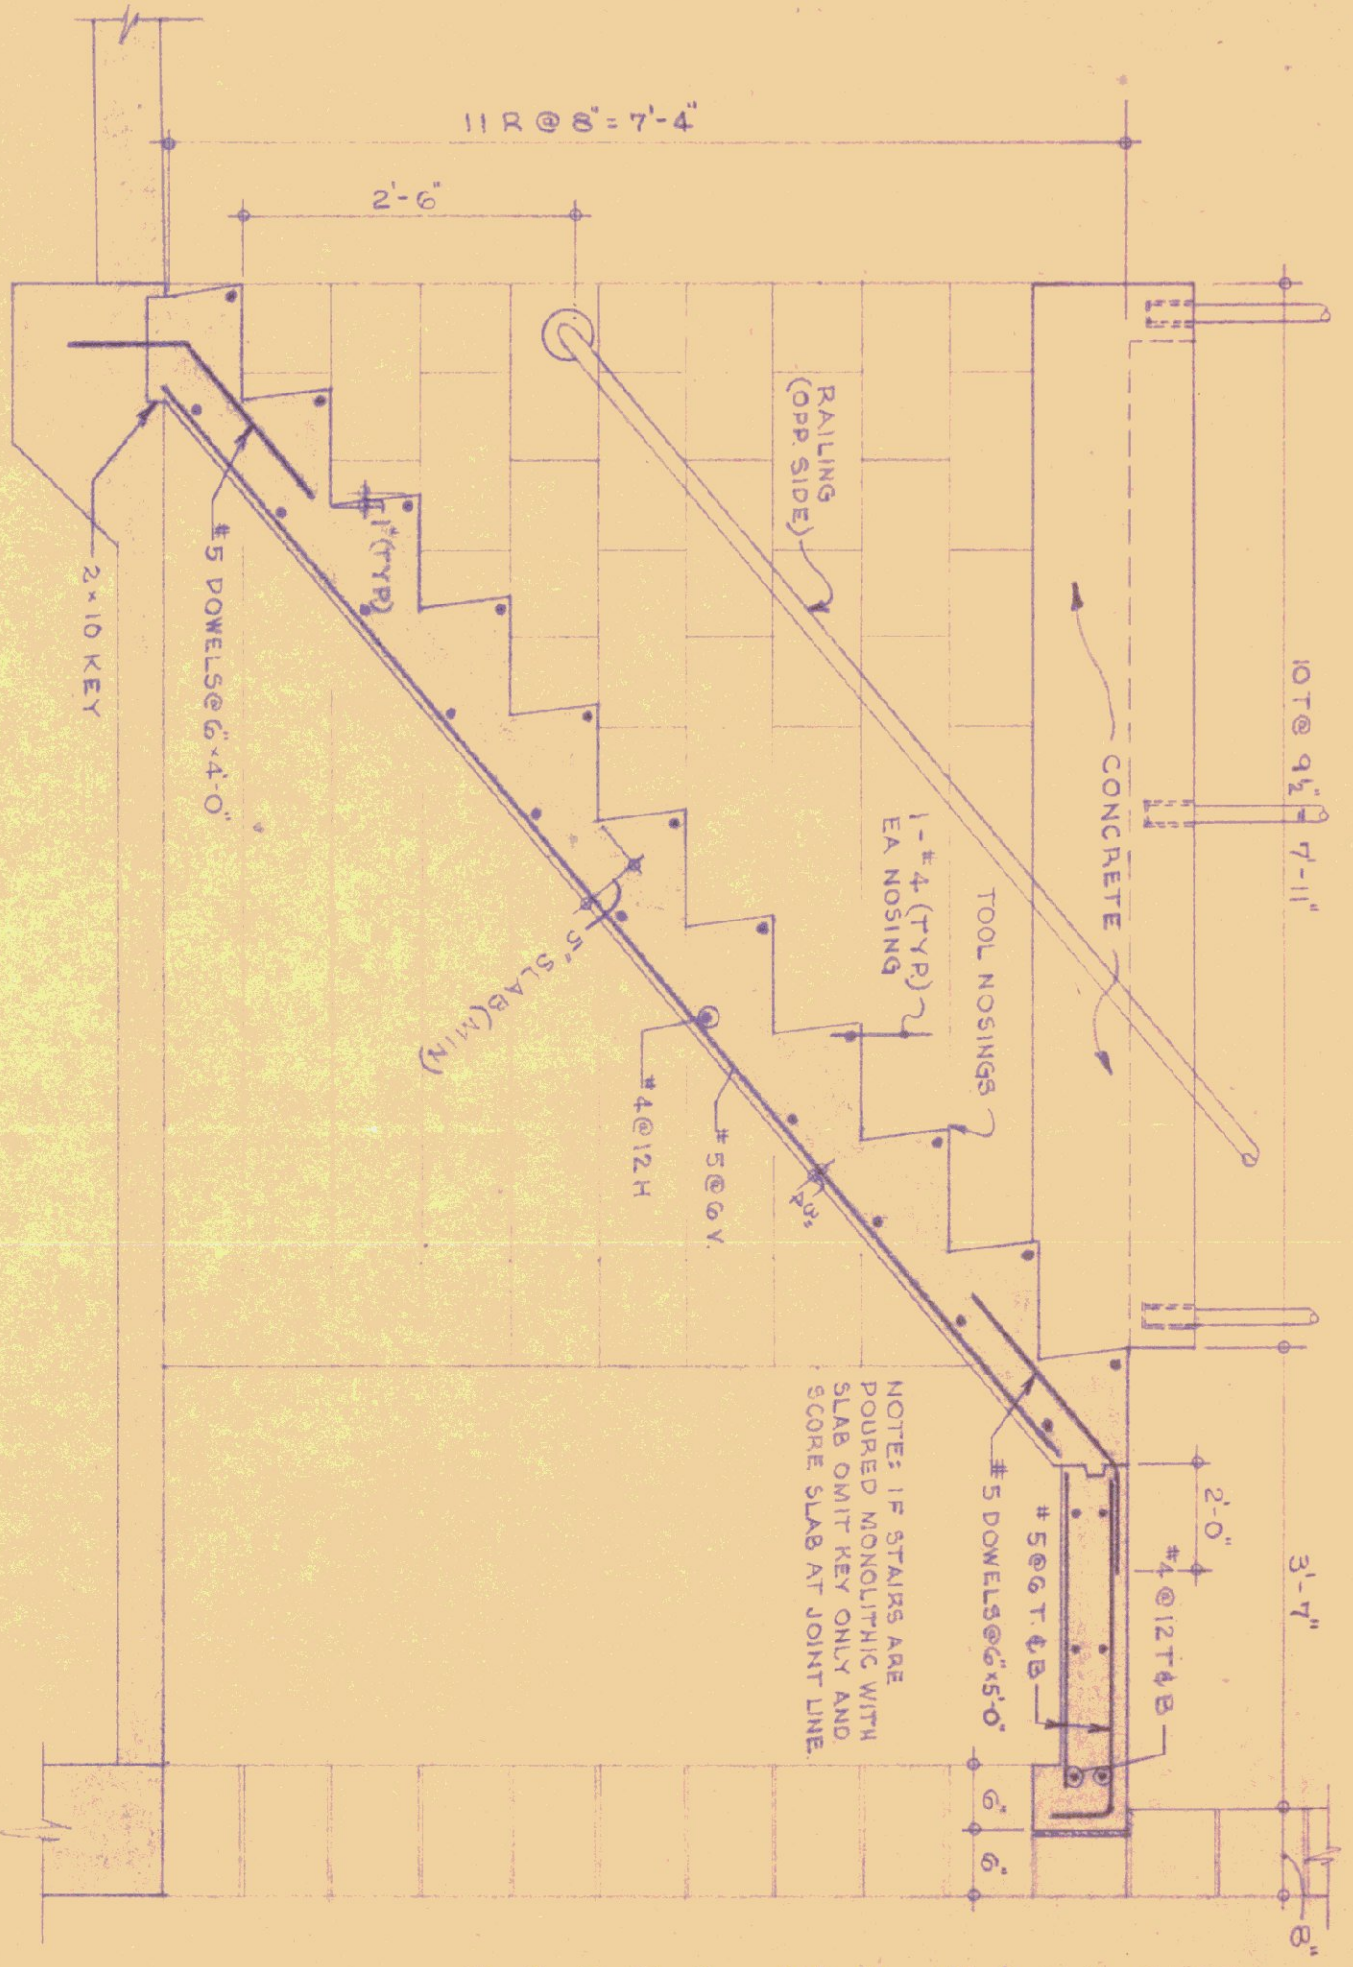 11 R @ 8" = 7'-4"
2'-6"
10 T @ 9½" = 7'-11"
RAILING
(OPP. SIDE)
CONCRETE
1-#4 (TYP.)
EA NOSING
TOOL NOSINGS
1" (TYP)
#5 DOWELS@6"×4'-0"
2×10 KEY
5" SLAB (MIN)
#4@12 H
#5@6 V.
NOTE: IF STAIRS ARE
POURED MONOLITHIC WITH
SLAB OMIT KEY ONLY AND
SCORE SLAB AT JOINT LINE.
#5 DOWELS@6"×5'-0"
#5@6 T. & B
#4@12 T & B
2'-0"
3'-7"
6"
6"
8"